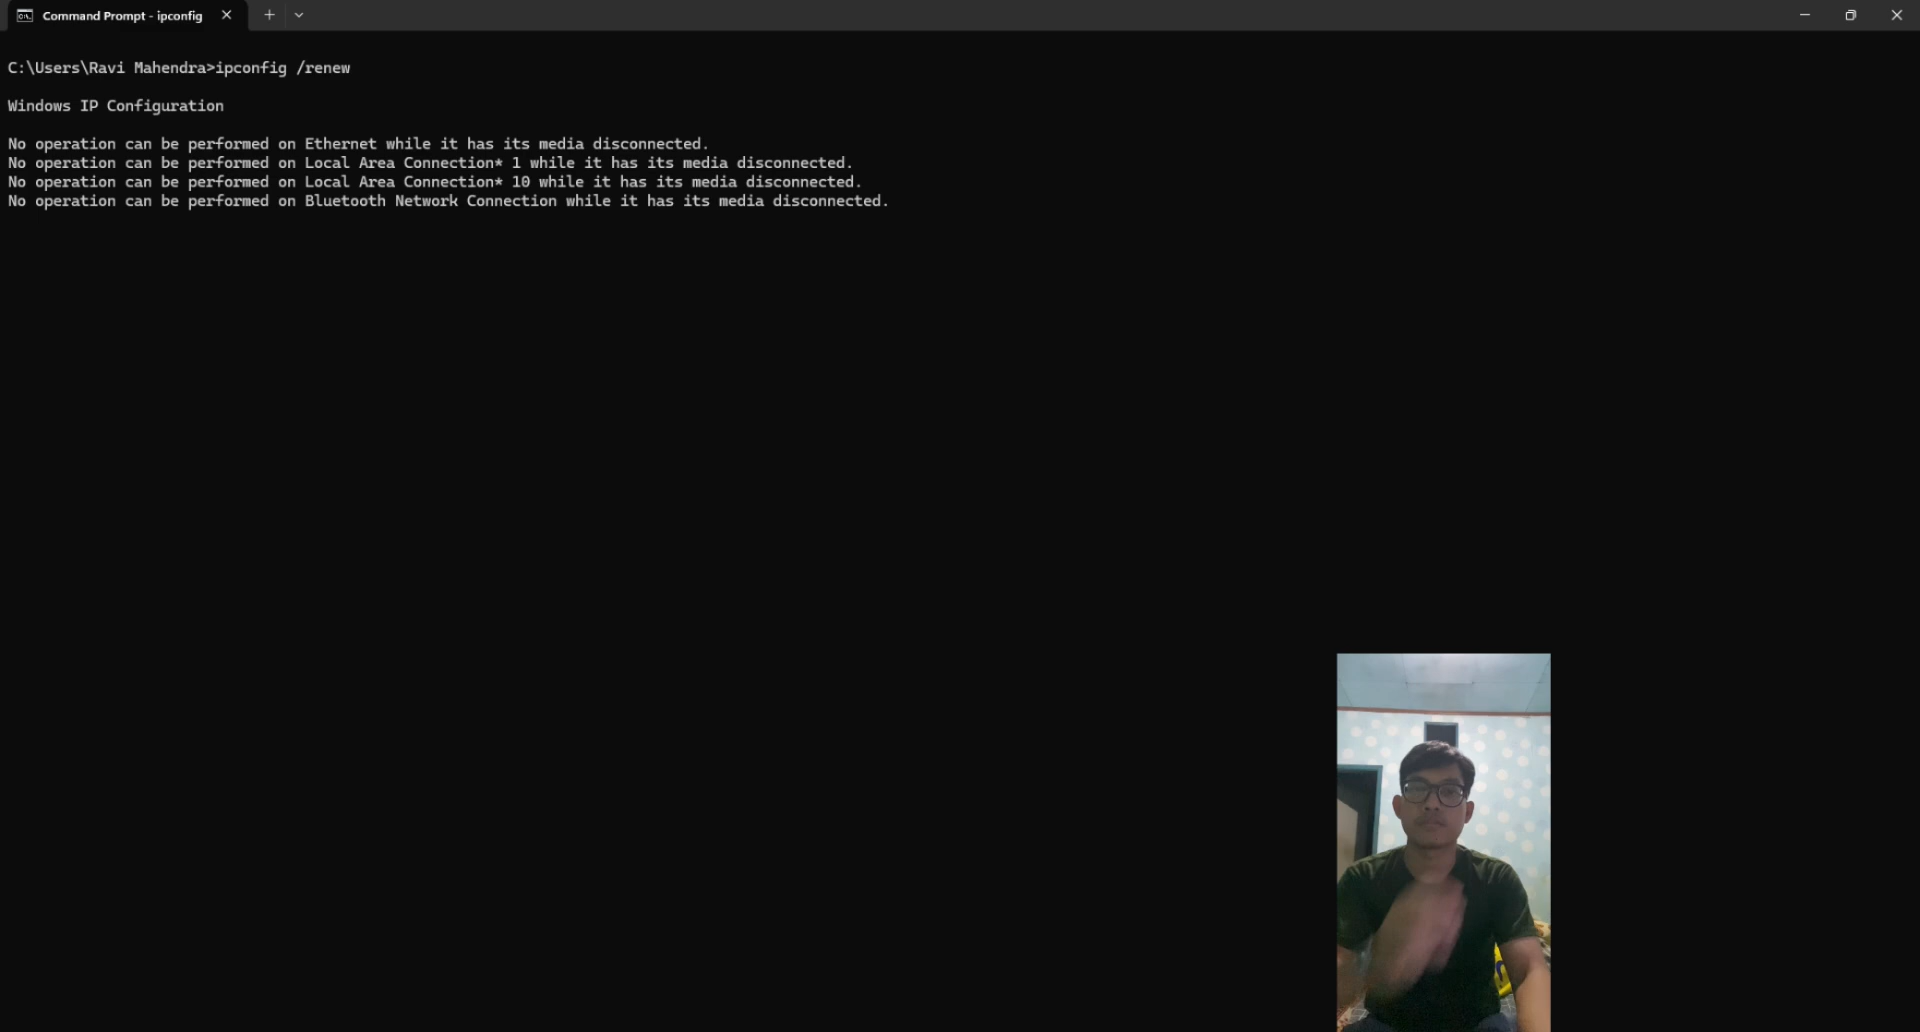 Command Prompt - ipconfig
C:\Users\Ravi Mahendra>ipconfig /renew
Windows IP Configuration
No operation can be performed on Ethernet while it has its media disconnected.
No operation can be performed on Local Area Connection* 1 while it has its media disconnected.
No operation can be performed on Local Area Connection* 10 while it has its media disconnected.
No operation can be performed on Bluetooth Network Connection while it has its media disconnected.